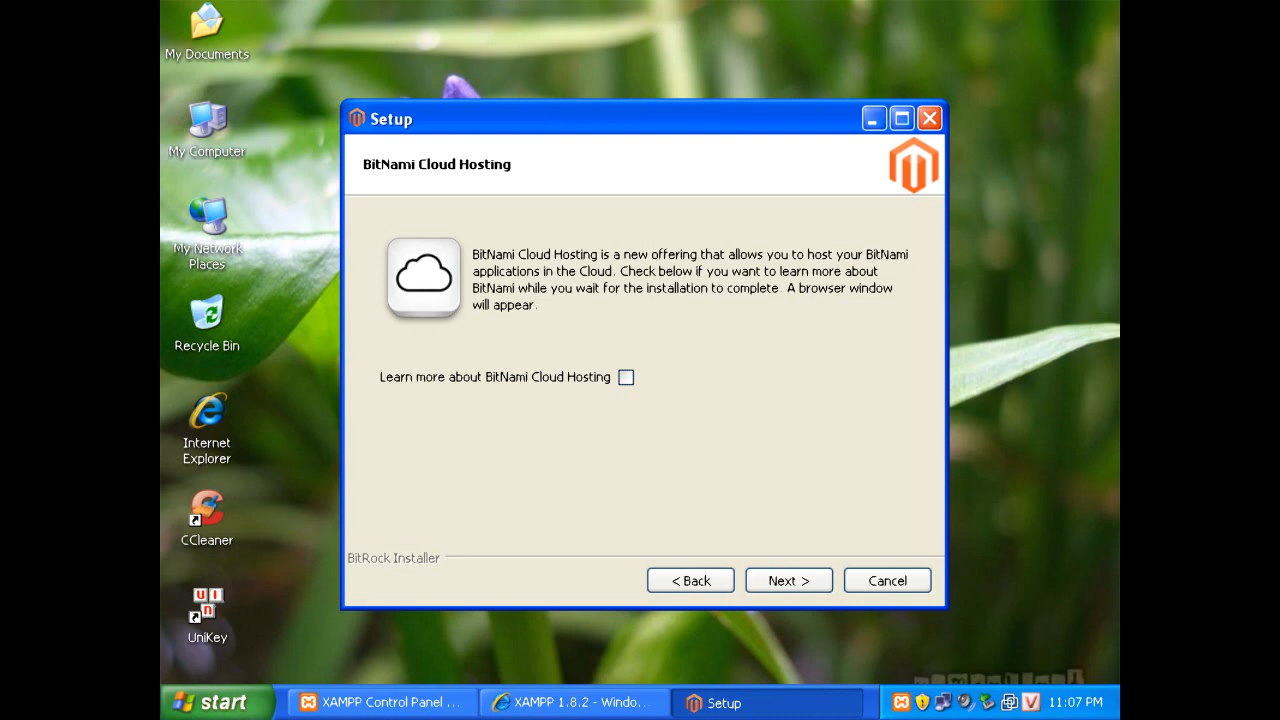 My Documents
My Computer
My Network
Places
Recycle Bin
Internet
Explorer
CCleaner
UniKey
Setup
BitNami Cloud Hosting
BitNami Cloud Hosting is a new offering that allows you to host your BitNami
applications in the Cloud. Check below if you want to learn more about
BitNami while you wait for the installation to complete. A browser window
will appear.
Learn more about BitNami Cloud Hosting
BitRock Installer
< Back
Next >
Cancel
start
XAMPP Control Panel ...
XAMPP 1.8.2 - Windo...
Setup
11:07 PM